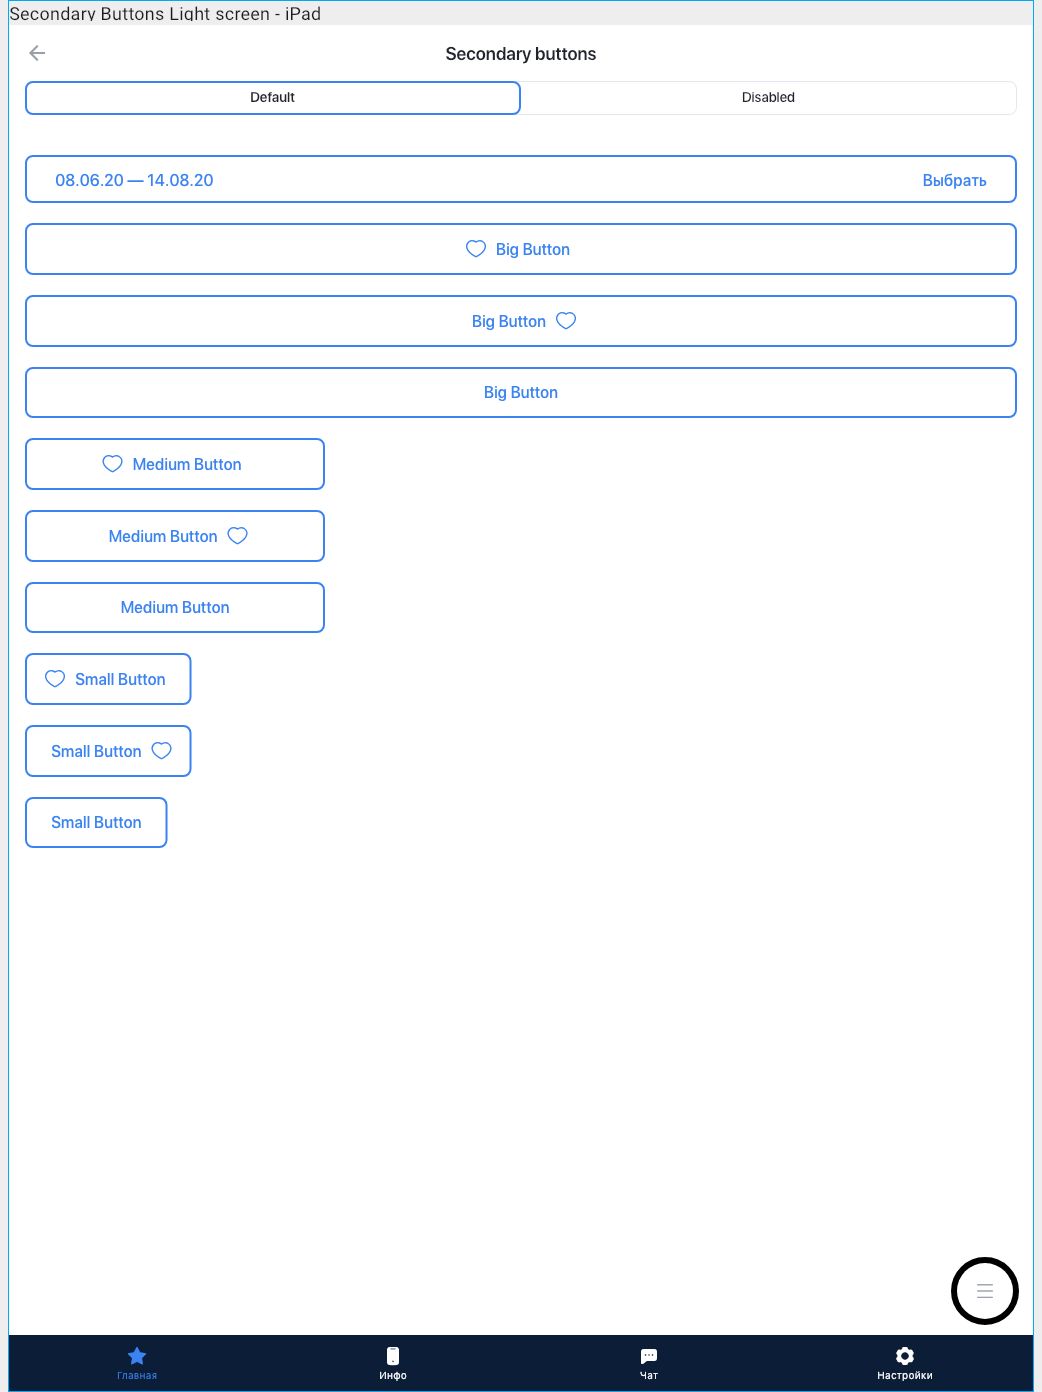 Secondary Buttons Light screen - iPad
Secondary buttons
Default Disabled
08.06.20 — 14.08.20 Выбрать
Big Button
Big Button
Big Button
Medium Button
Medium Button
Medium Button
Small Button
Small Button
Small Button
Главная Инфо Чат Настройки